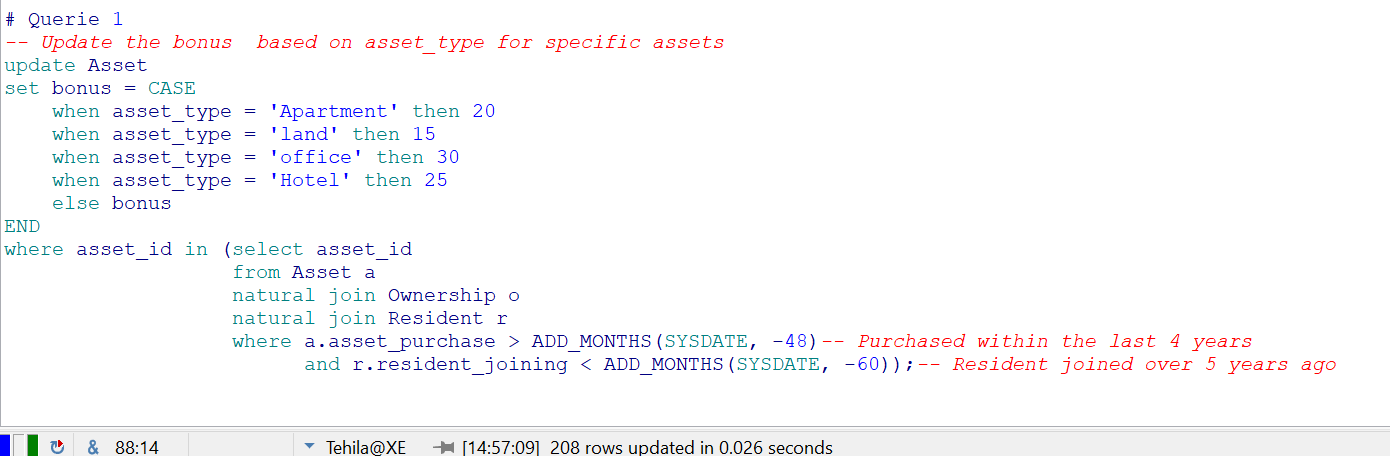 # Querie 1
-- Update the bonus  based on asset_type for specific assets
update Asset
set bonus = CASE
    when asset_type = 'Apartment' then 20
    when asset_type = 'land' then 15
    when asset_type = 'office' then 30
    when asset_type = 'Hotel' then 25
    else bonus
END
where asset_id in (select asset_id
                   from Asset a
                   natural join Ownership o
                   natural join Resident r
                   where a.asset_purchase > ADD_MONTHS(SYSDATE, -48)-- Purchased within the last 4 years
                         and r.resident_joining < ADD_MONTHS(SYSDATE, -60));-- Resident joined over 5 years ago
& 88:14 Tehila@XE [14:57:09] 208 rows updated in 0.026 seconds